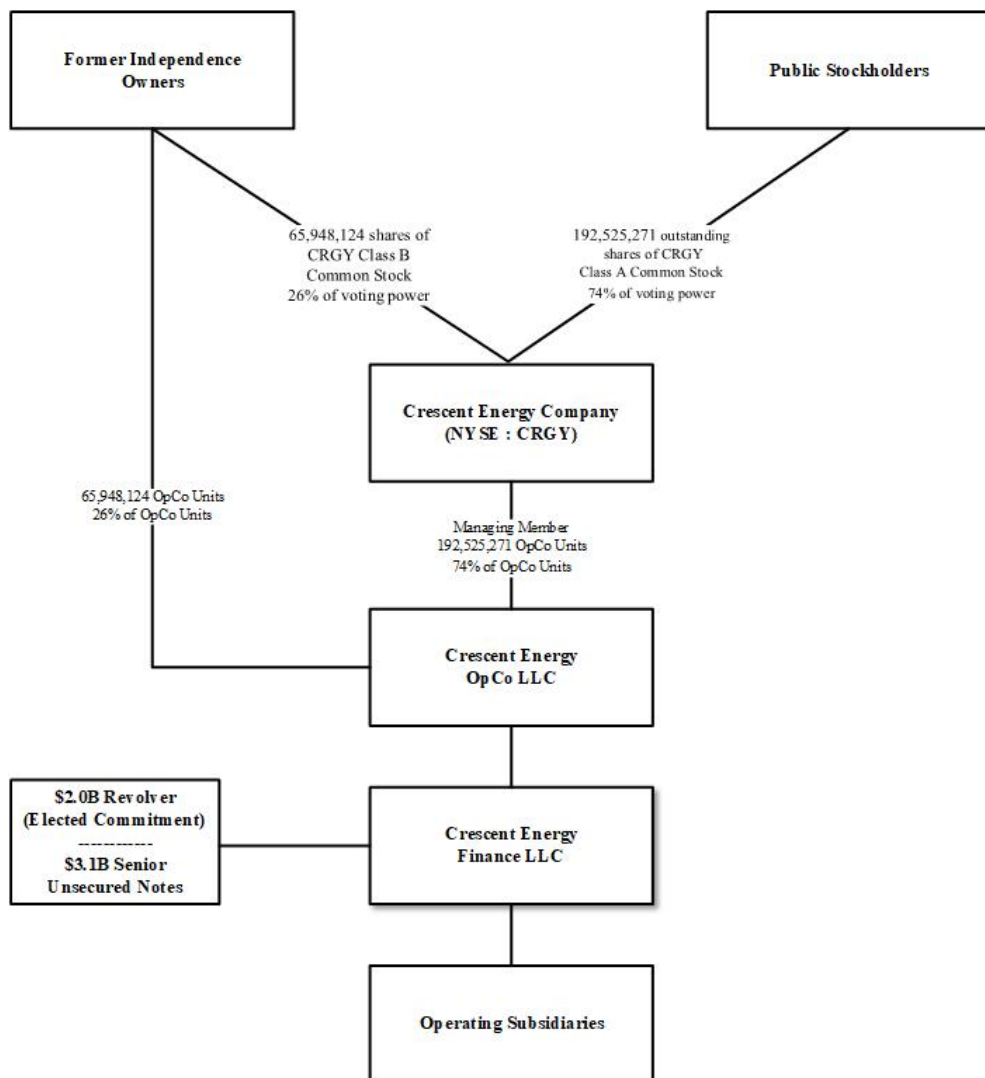 Former Independence
Owners
Public Stockholders
65,948,124 shares of
CRGY Class B
Common Stock
26% of voting power
192,525,271 outstanding
shares of CRGY
Class A Common Stock
74% of voting power
Crescent Energy Company
(NYSE : CRGY)
65,948,124 OpCo Units
26% of OpCo Units
Managing Member
192,525,271 OpCo Units
74% of OpCo Units
Crescent Energy
OpCo LLC
$2.0B Revolver
(Elected Commitment)
------------
$3.1B Senior
Unsecured Notes
Crescent Energy
Finance LLC
Operating Subsidiaries